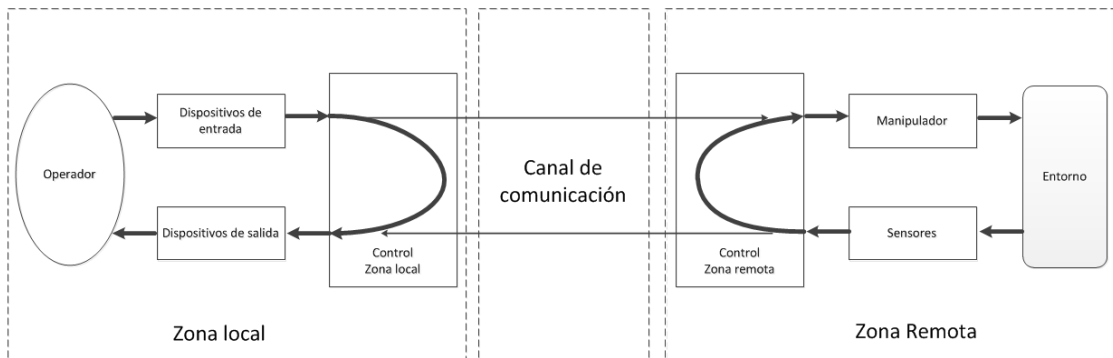 Operador
Dispositivos de
entrada
Dispositivos de salida
Control
Zona local
Zona local
Canal de
comunicación
Control
Zona remota
Manipulador
Sensores
Entorno
Zona Remota